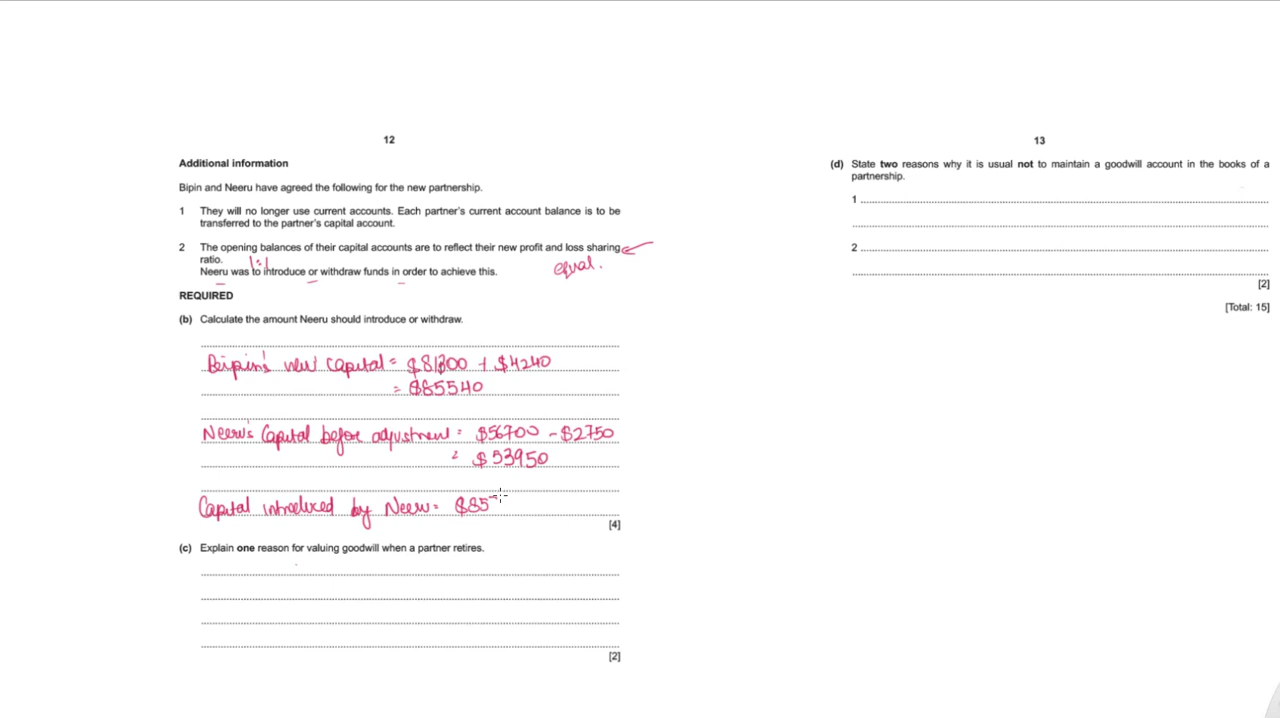 12
Additional information
Bipin and Neeru have agreed the following for the new partnership.
1 They will no longer use current accounts. Each partner's current account balance is to be
transferred to the partner's capital account.
2 The opening balances of their capital accounts are to reflect their new profit and loss sharing
ratio. 1:1
Neeru was to introduce or withdraw funds in order to achieve this. equal.
REQUIRED
(b) Calculate the amount Neeru should introduce or withdraw.
Beipin's new capital = $81300 + $4240
= $85540
Neeru's Capital before adjustment = $56700 - $2750
= $53950
Capital introduced by Neeru = $85
[4]
(c) Explain one reason for valuing goodwill when a partner retires.
[2]
13
(d) State two reasons why it is usual not to maintain a goodwill account in the books of a
partnership.
1
2
[2]
[Total: 15]